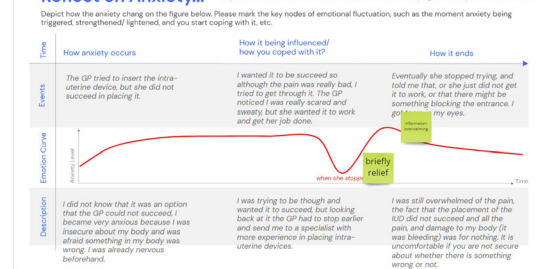 Depict how the anxiety chang on the figure below. Please mark the key nodes of emotional fluctuation, such as the moment anxiety being
triggered, strengthened/ lightened, and you start coping with it, etc.
Time
How anxiety occurs
How it being influenced/
how you coped with it?
How it ends
Events
The GP tried to insert the intra-
uterine device, but she did not
succeed in placing it.
I wanted it to be succeed so
although the pain was really bad, I
tried to get through it. The GP
noticed I was really scared and
sweaty, but she wanted it to work
and get her job done.
Eventually she stopped trying, and
told me that, or she just did not get
it to work, or that there might be
something blocking the entrance. I
got in my eyes.
Emotion Curve
Anxiety Level
when she stoppe
briefly
relief
information
overwhelming
Time
Description
I did not know that it was an option
that the GP could not succeed, I
became very anxious because I was
insecure about my body and was
afraid something in my body was
wrong. I was already nervous
beforehand.
I was trying to be though and
wanted it to succeed, but looking
back at it the GP had to stop earlier
and send me to a specialist with
more experience in placing intra-
uterine devices.
I was still overwhelmed of the pain,
the fact that the placement of the
IUD did not succeed and all the
pain, and damage to my body (it
was bleeding) was for nothing. It is
uncomfortable if you are not secure
about whether there is something
wrong or not.